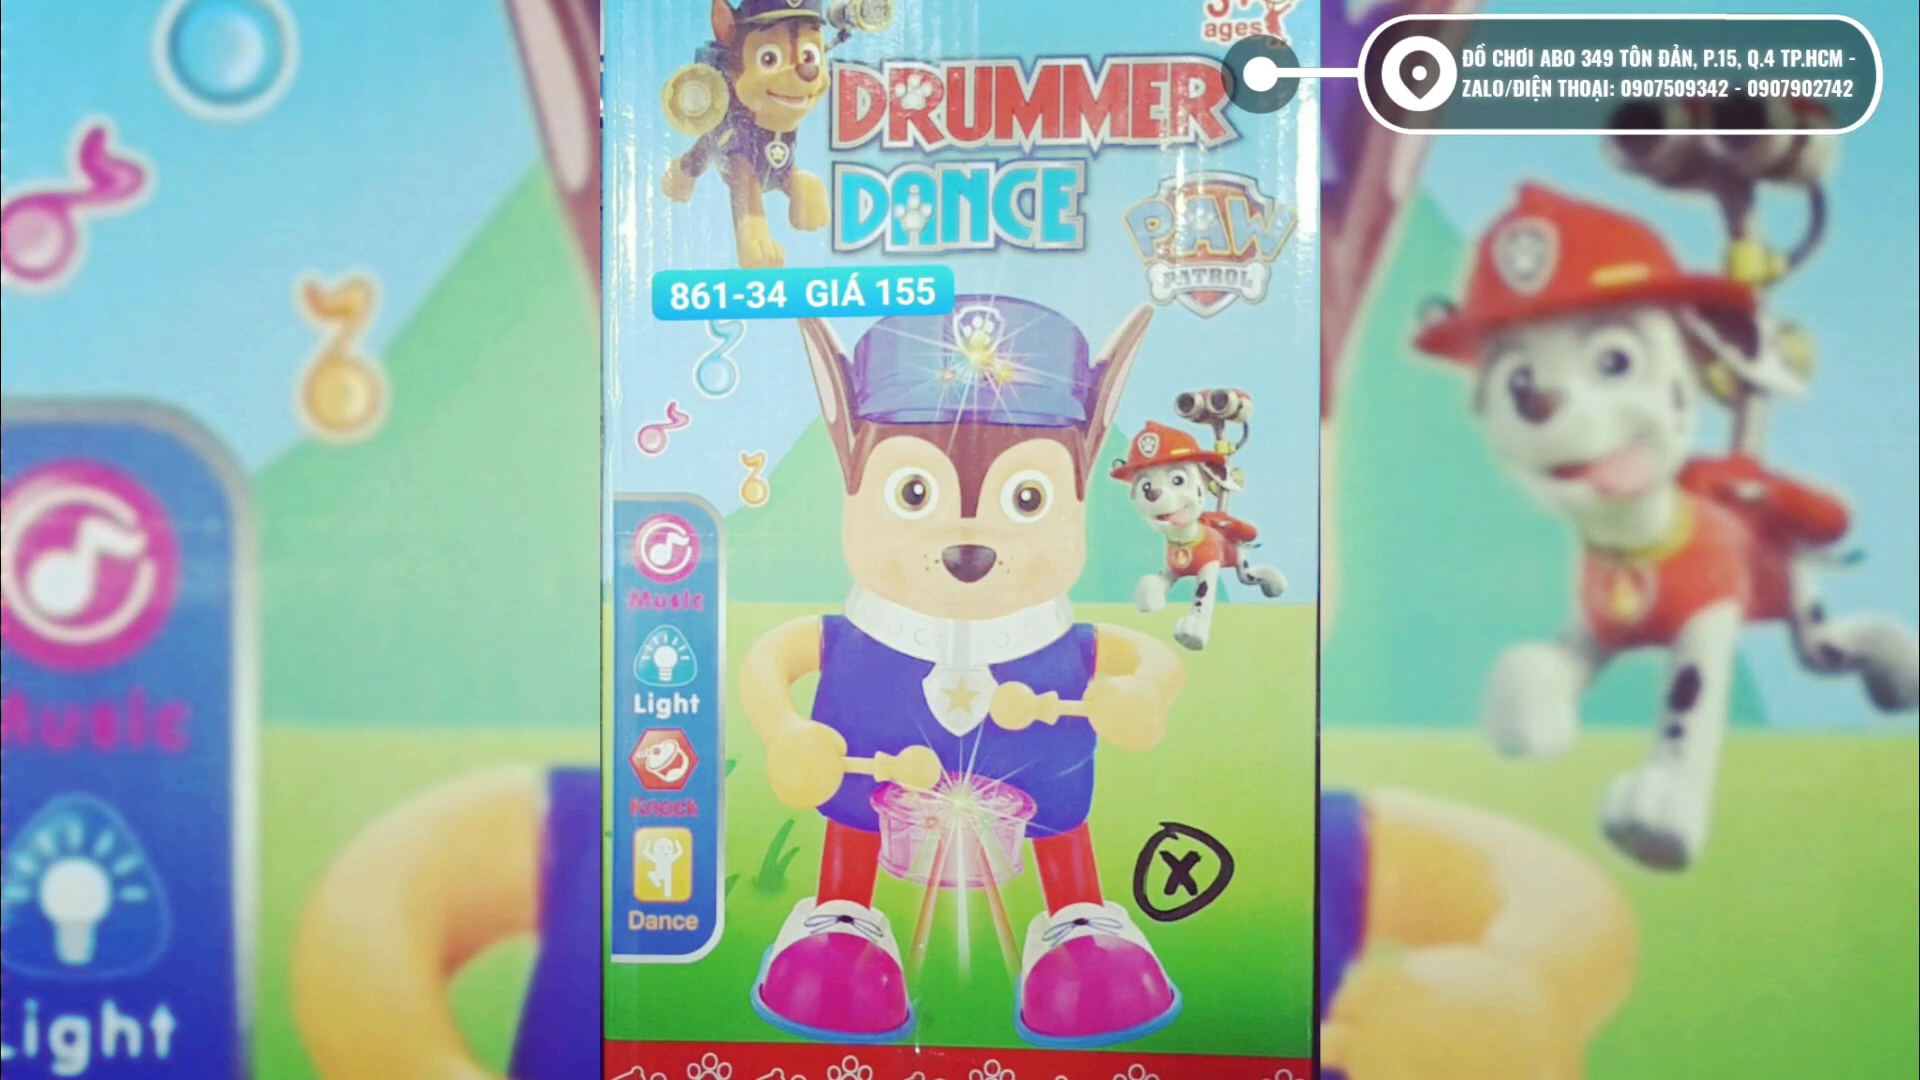 3+
ages
ĐỒ CHƠI ABO 349 TÔN ĐẢN, P.15, Q.4 TP.HCM -
ZALO/ĐIỆN THOẠI: 0907509342 - 0907902742
DRUMMER
DANCE
PAW
PATROL
861-34 GIÁ 155
Music
Light
Knock
Dance
X
Music
Light